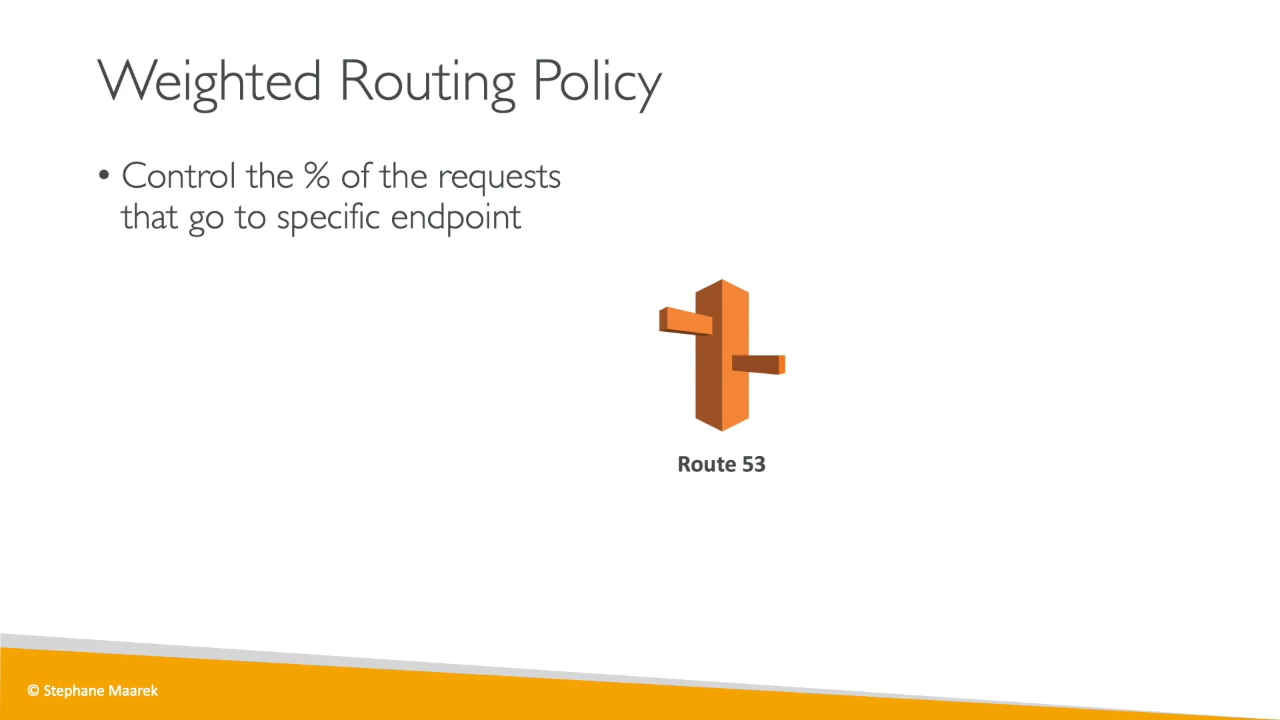 Weighted Routing Policy
• Control the % of the requests
that go to specific endpoint
Route 53
© Stephane Maarek